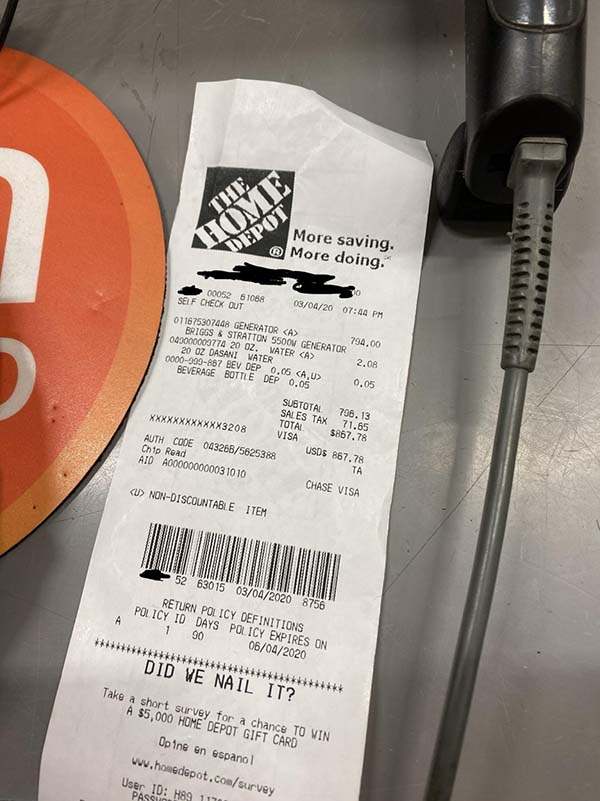 THE
HOME
DEPOT
®
More saving.
More doing.™
00052 61068 03/04/20 07:44 PM
SELF CHECK OUT
011675307448 GENERATOR <A> 794.00
BRIGGS & STRATTON 5500W GENERATOR
049000009774 20 OZ. WATER <A> 2.08
20 OZ DASANI WATER
0000-999-887 BEV DEP 0.05 <A,U> 0.05
BEVERAGE BOTTLE DEP 0.05
SUBTOTAL 796.13
SALES TAX 71.65
TOTAL $867.78
XXXXXXXXXXXX3208 VISA
USD$ 867.78
AUTH CODE 04326B/5625388 TA
Chip Read
AID A0000000031010 CHASE VISA
<U> NON-DISCOUNTABLE ITEM
52 63015 03/04/2020 8756
RETURN POLICY DEFINITIONS
POLICY ID DAYS POLICY EXPIRES ON
A 1 90 06/04/2020
DID WE NAIL IT?
Take a short survey for a chance TO WIN
A $5,000 HOME DEPOT GIFT CARD
Opine en espanol
www.homedepot.com/survey
User ID: H89